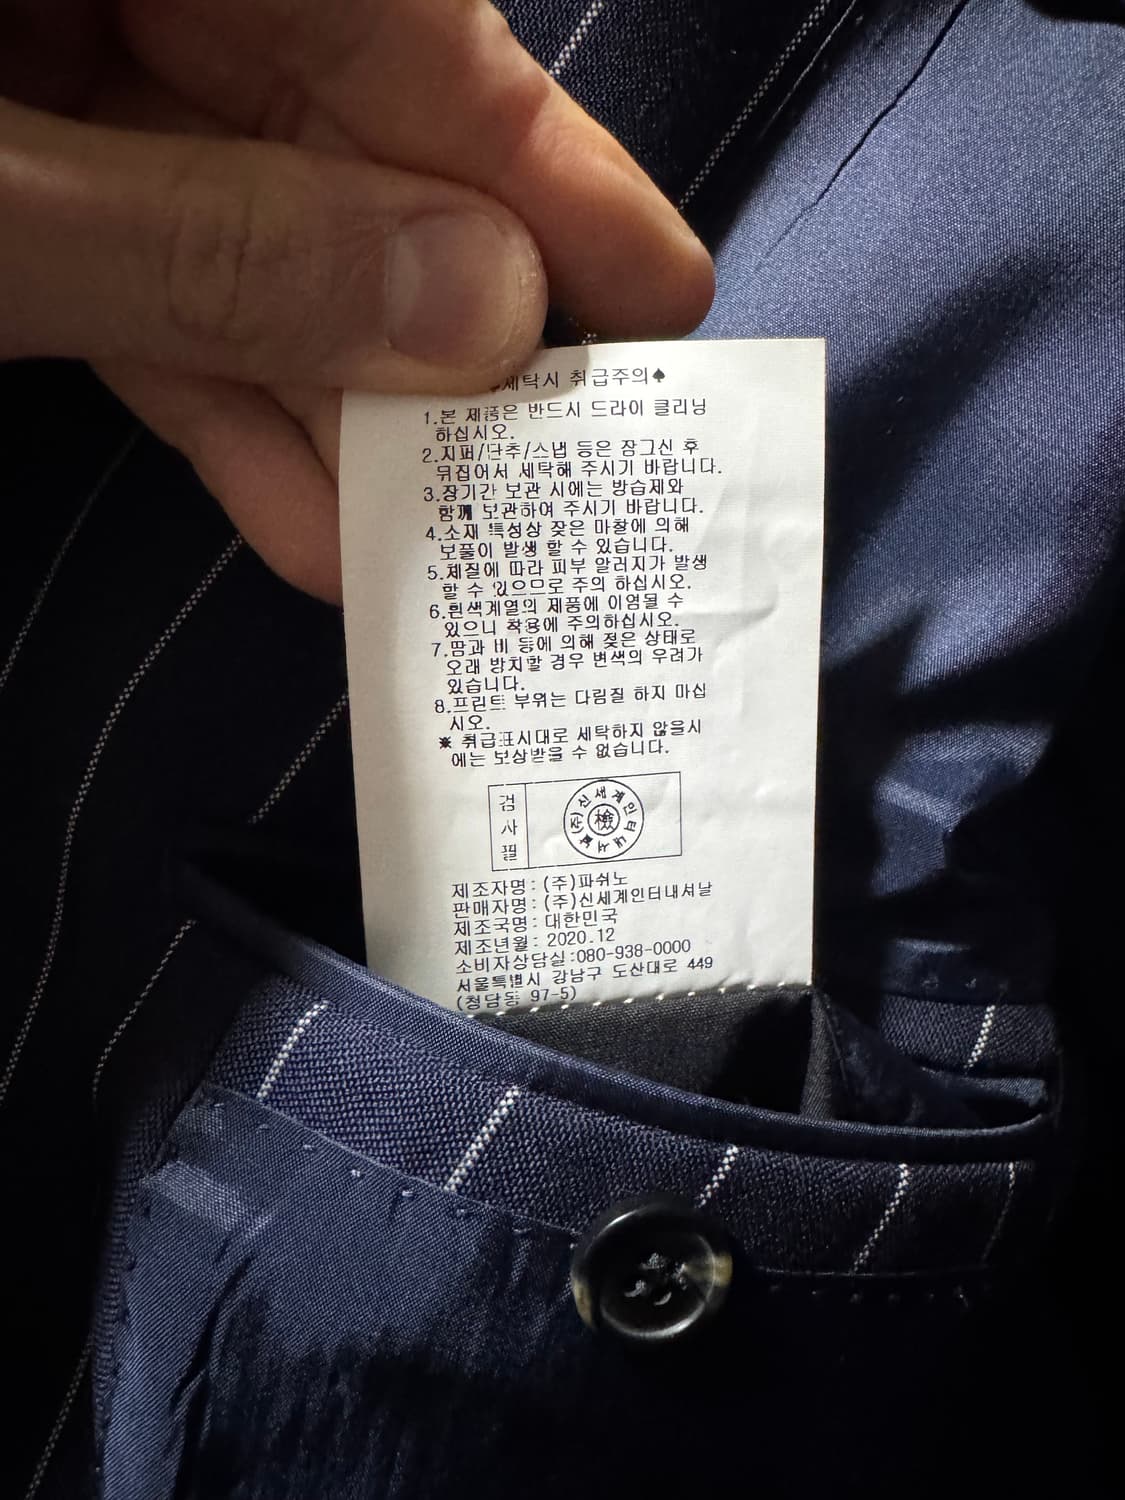 세탁시 취급주의♠
1.본 제품은 반드시 드라이 클리닝
하십시오.
2.지퍼/단추/스냅 등은 잠그신 후
뒤집어서 세탁해 주시기 바랍니다.
3.장기간 보관 시에는 방습제와
함께 보관하여 주시기 바랍니다.
4.소재 특성상 잦은 마찰에 의해
보풀이 발생 할 수 있습니다.
5.체질에 따라 피부 알러지가 발생
할 수 있으므로 주의 하십시오.
6.흰색계열의 제품에 이염될 수
있으니 착용에 주의하십시오.
7.땀과 비 등에 의해 젖은 상태로
오래 방치할 경우 변색의 우려가
있습니다.
8.프린트 부위는 다림질 하지 마십
시오.
※ 취급표시대로 세탁하지 않을시
에는 보상받을 수 없습니다.
검사필
(주)신세계인터내셔날
檢
제조자명: (주)파쉬노
판매자명: (주)신세계인터내셔날
제조국명: 대한민국
제조년월: 2020.12
소비자상담실:080-938-0000
서울특별시 강남구 도산대로 449
(청담동 97-5)